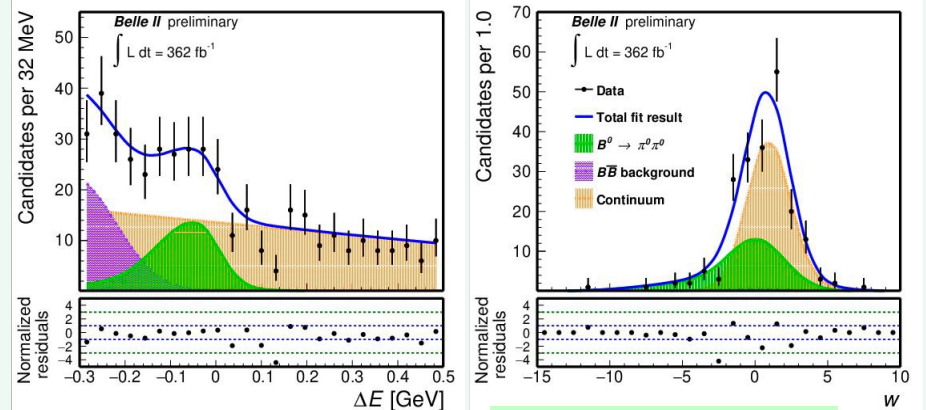 Candidates per 32 MeV
50
40
30
20
10
Belle II preliminary
∫ L dt = 362 fb⁻¹
Normalized residuals
4
2
0
−2
−4
−0.3 −0.2 −0.1 0 0.1 0.2 0.3 0.4 0.5
ΔE [GeV]
Candidates per 1.0
70
60
50
40
30
20
10
Belle II preliminary
∫ L dt = 362 fb⁻¹
Data
Total fit result
B⁰ → π⁰π⁰
BB̅ background
Continuum
Normalized residuals
4
2
0
−2
−4
−15 −10 −5 0 5 10
w